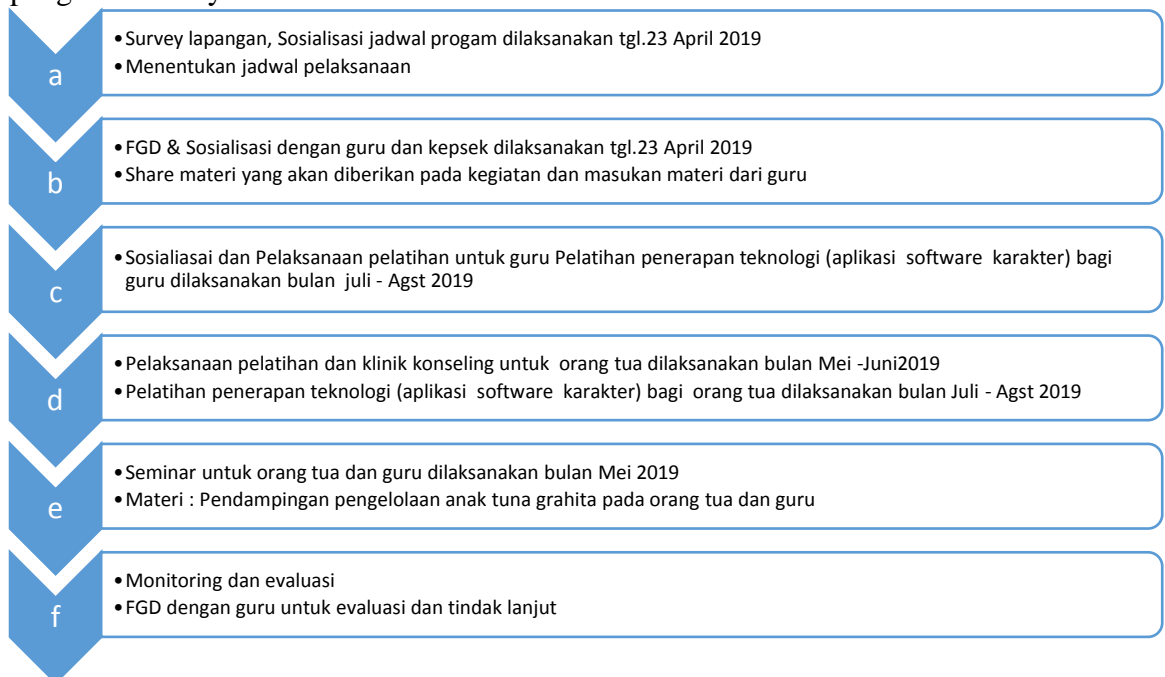 a
•Survey lapangan, Sosialisasi jadwal progam dilaksanakan tgl.23 April 2019
•Menentukan jadwal pelaksanaan
b
•FGD & Sosialisasi dengan guru dan kepsek dilaksanakan tgl.23 April 2019
•Share materi yang akan diberikan pada kegiatan dan masukan materi dari guru
c
•Sosialiasai dan Pelaksanaan pelatihan untuk guru Pelatihan penerapan teknologi (aplikasi software karakter) bagi
guru dilaksanakan bulan juli - Agst 2019
d
•Pelaksanaan pelatihan dan klinik konseling untuk orang tua dilaksanakan bulan Mei -Juni2019
•Pelatihan penerapan teknologi (aplikasi software karakter) bagi orang tua dilaksanakan bulan Juli - Agst 2019
e
•Seminar untuk orang tua dan guru dilaksanakan bulan Mei 2019
•Materi : Pendampingan pengelolaan anak tuna grahita pada orang tua dan guru
f
•Monitoring dan evaluasi
•FGD dengan guru untuk evaluasi dan tindak lanjut